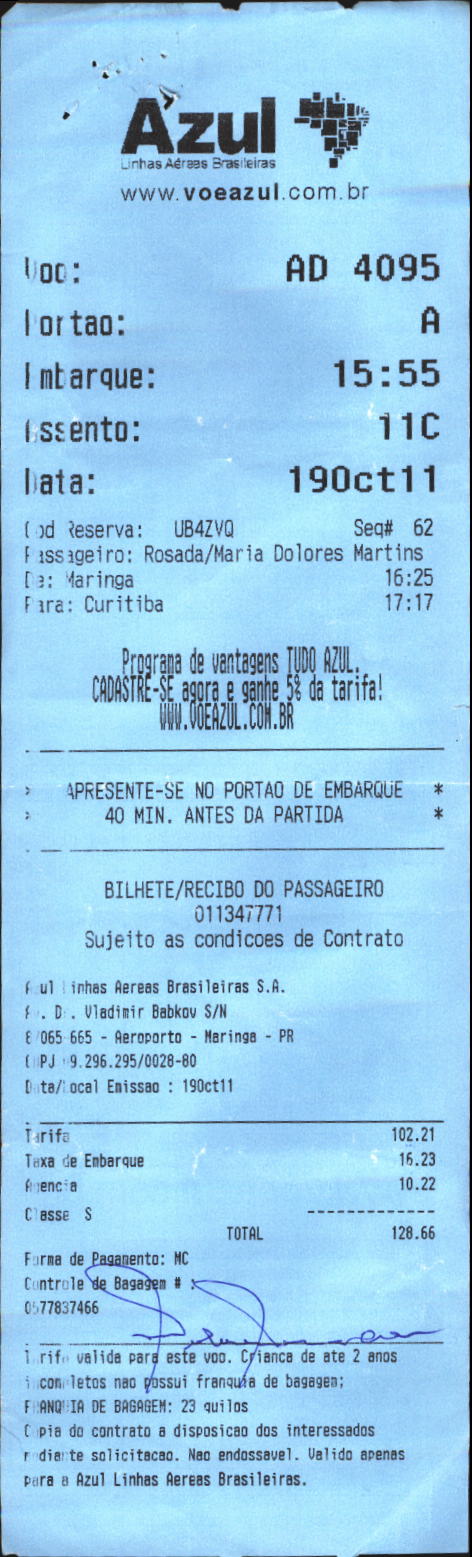 Azul
Linhas Aéreas Brasileiras
www.voeazul.com.br
Voo: AD 4095
Portao: A
Embarque: 15:55
Assento: 11C
Data: 19Oct11
Cod Reserva: UB4ZVQ Seq# 62
Passageiro: Rosada/Maria Dolores Martins
De: Maringa 16:25
Para: Curitiba 17:17
Programa de vantagens TUDO AZUL.
CADASTRE-SE agora e ganhe 5% da tarifa!
WWW.VOEAZUL.COM.BR
* APRESENTE-SE NO PORTAO DE EMBARQUE *
* 40 MIN. ANTES DA PARTIDA *
BILHETE/RECIBO DO PASSAGEIRO
011347771
Sujeito as condicoes de Contrato
Azul Linhas Aereas Brasileiras S.A.
Av. Dr. Vladimir Babkov S/N
87065-665 - Aeroporto - Maringa - PR
CNPJ 09.296.295/0028-80
Data/Local Emissao : 19Oct11
Tarifa 102.21
Taxa de Embarque 16.23
Agencia 10.22
Classe S --------------
TOTAL 128.66
Forma de Pagamento: MC
Controle de Bagagem # :
0577837466
Tarifa valida para este voo. Crianca de ate 2 anos
incompletos nao possui franquia de bagagem;
FRANQUIA DE BAGAGEM: 23 quilos
Copia do contrato a disposicao dos interessados
mediante solicitacao. Nao endossavel. Valido apenas
para a Azul Linhas Aereas Brasileiras.